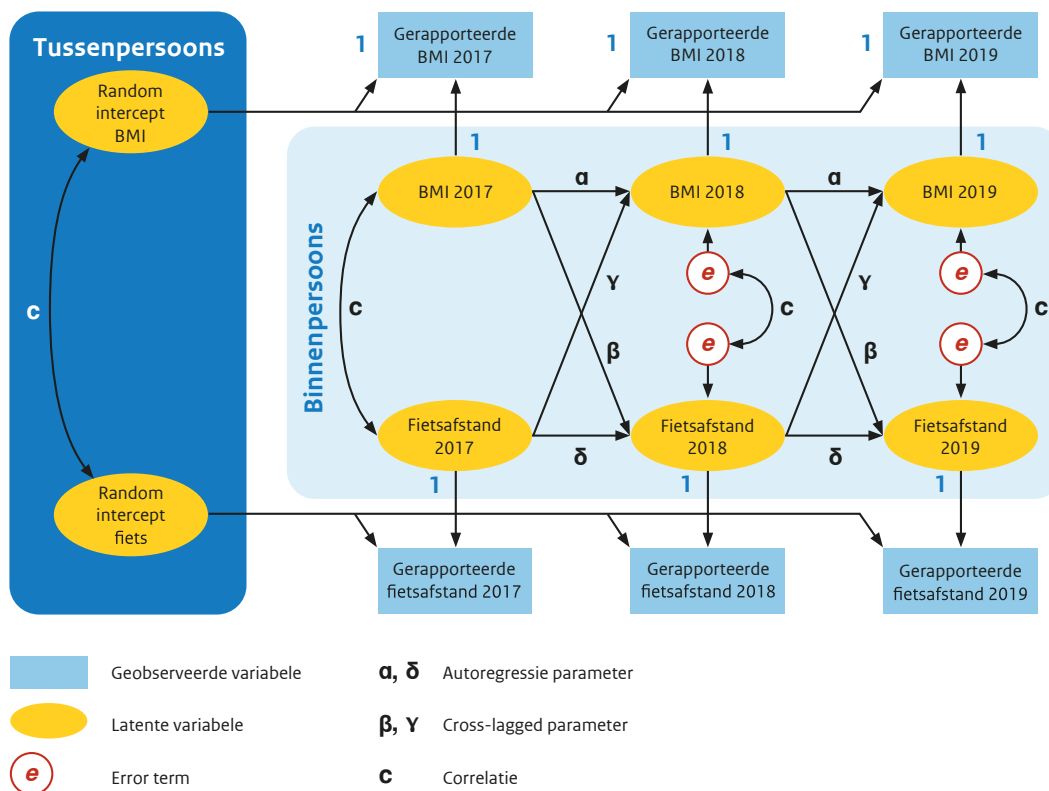 Tussenpersoons
Random
intercept
BMI
c
Random
intercept
fiets
1
Gerapporteerde
BMI 2017
1
Gerapporteerde
BMI 2018
1
Gerapporteerde
BMI 2019
Binnenpersoons
1
1
1
BMI 2017
α
BMI 2018
α
BMI 2019
c
γ
β
e
e
c
γ
β
e
e
c
Fietsafstand
2017
δ
Fietsafstand
2018
δ
Fietsafstand
2019
1
1
1
Gerapporteerde
fietsafstand 2017
Gerapporteerde
fietsafstand 2018
Gerapporteerde
fietsafstand 2019
Geobserveerde variabele
α, δ Autoregressie parameter
Latente variabele
β, γ Cross-lagged parameter
e Error term
c Correlatie